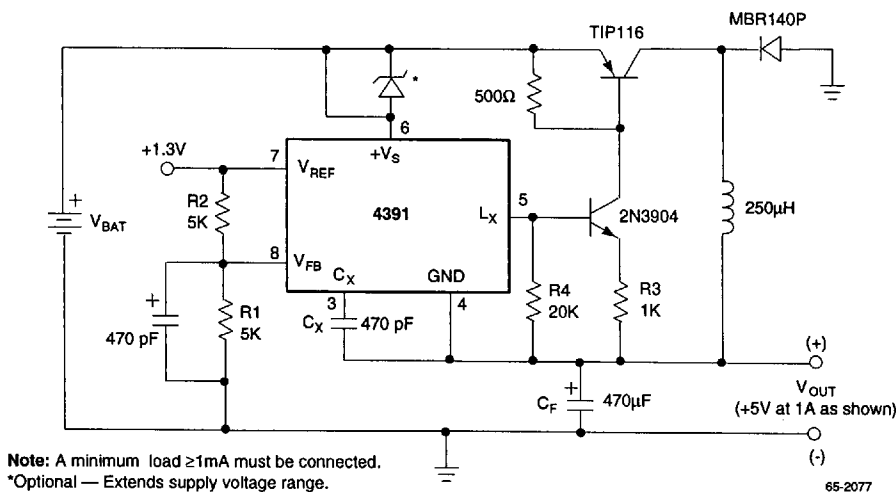 TIP116
MBR140P
500Ω
*
6
+VS
+1.3V
7
VREF
R2
5K
4391
LX
5
2N3904
250µH
+
VBAT
8
VFB
CX
GND
3
4
R1
5K
+
470 pF
CX
470 pF
R4
20K
R3
1K
(+)
+
CF
470µF
VOUT
(+5V at 1A as shown)
(-)
Note: A minimum load ≥1mA must be connected.
*Optional — Extends supply voltage range.
65-2077